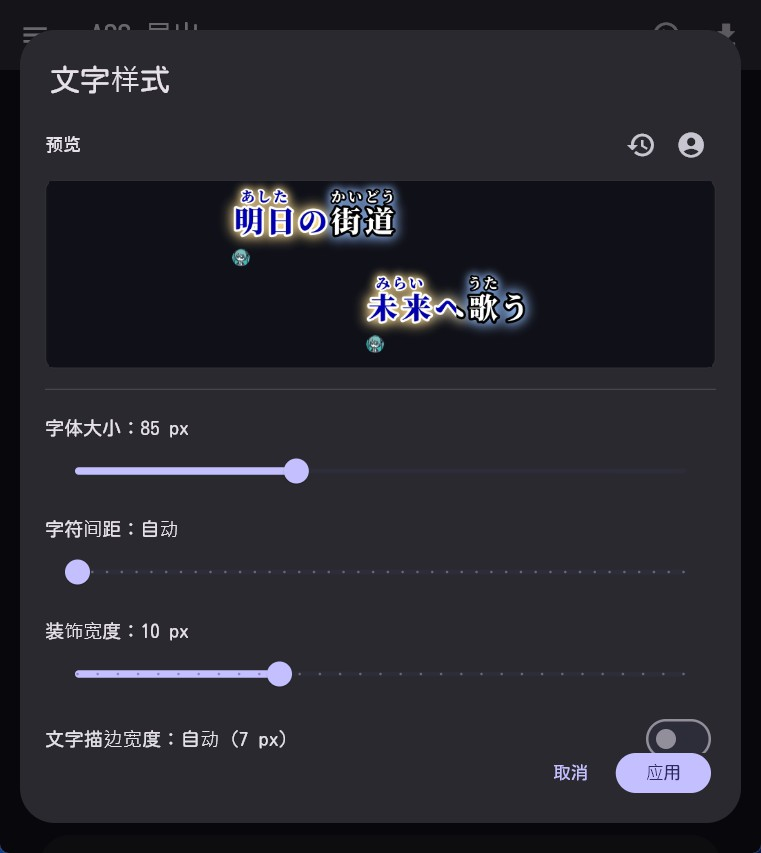 文字样式
预览
あした かいどう
明日の街道
みらい うた
未来へ歌う
字体大小：85 px
字符间距：自动
装饰宽度：10 px
文字描边宽度：自动（7 px）
取消 应用